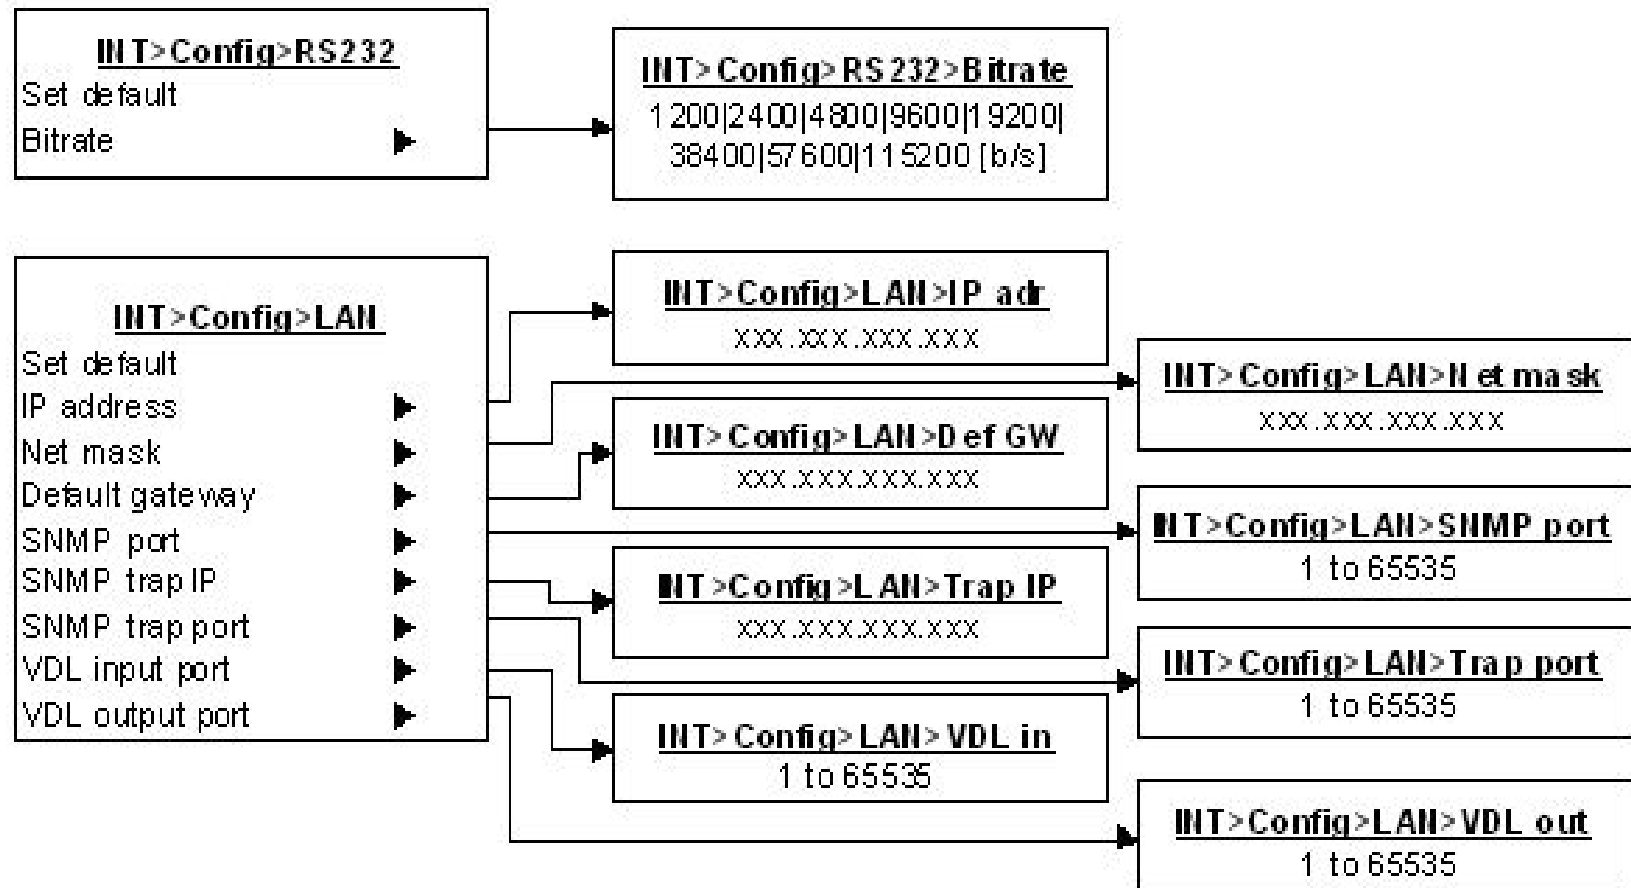 INT>Config>RS232
Set default
Bitrate
INT>Config>RS232>Bitrate
1200|2400|4800|9600|19200|
38400|57600|115200 [b/s]
INT>Config>LAN
Set default
IP address
Net mask
Default gateway
SNMP port
SNMP trap IP
SNMP trap port
VDL input port
VDL output port
INT>Config>LAN>IP adr
xxx.xxx.xxx.xxx
INT>Config>LAN>Net mask
xxx.xxx.xxx.xxx
INT>Config>LAN>Def GW
xxx.xxx.xxx.xxx
INT>Config>LAN>SNMP port
1 to 65535
INT>Config>LAN>Trap IP
xxx.xxx.xxx.xxx
INT>Config>LAN>Trap port
1 to 65535
INT>Config>LAN>VDL in
1 to 65535
INT>Config>LAN>VDL out
1 to 65535